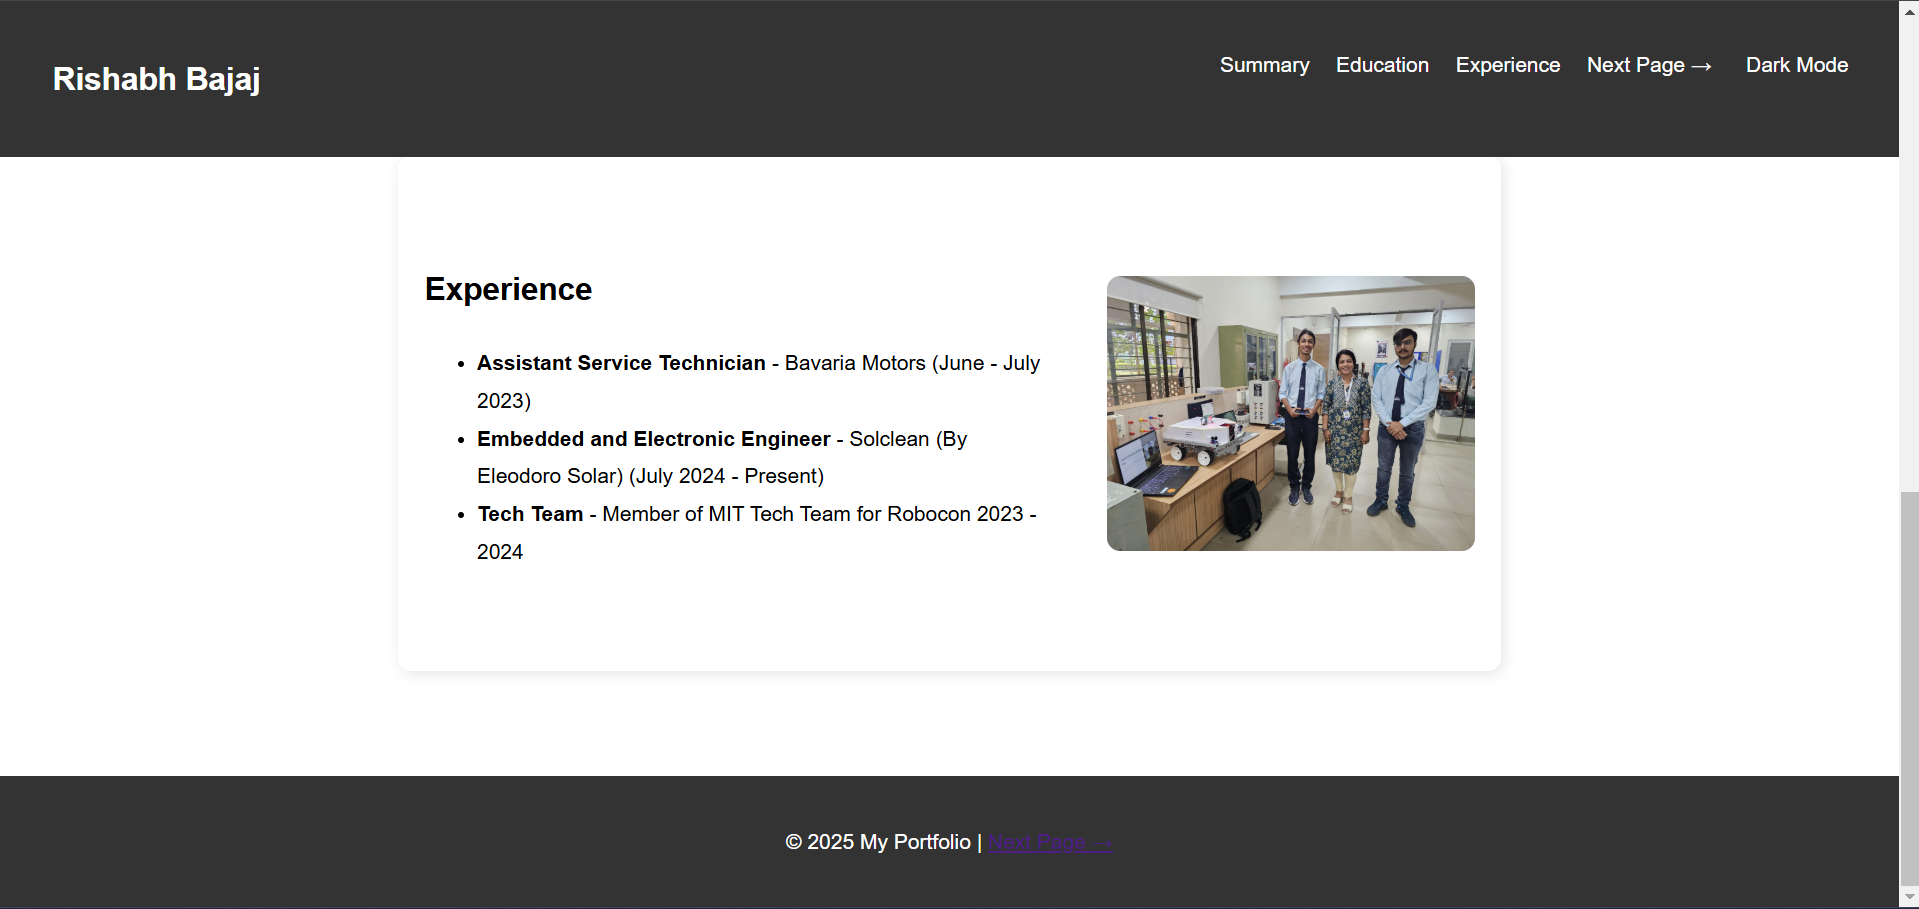 Rishabh Bajaj
Summary Education Experience Next Page → Dark Mode
Experience
• Assistant Service Technician - Bavaria Motors (June - July
2023)
• Embedded and Electronic Engineer - Solclean (By
Eleodoro Solar) (July 2024 - Present)
• Tech Team - Member of MIT Tech Team for Robocon 2023 -
2024
© 2025 My Portfolio | Next Page →